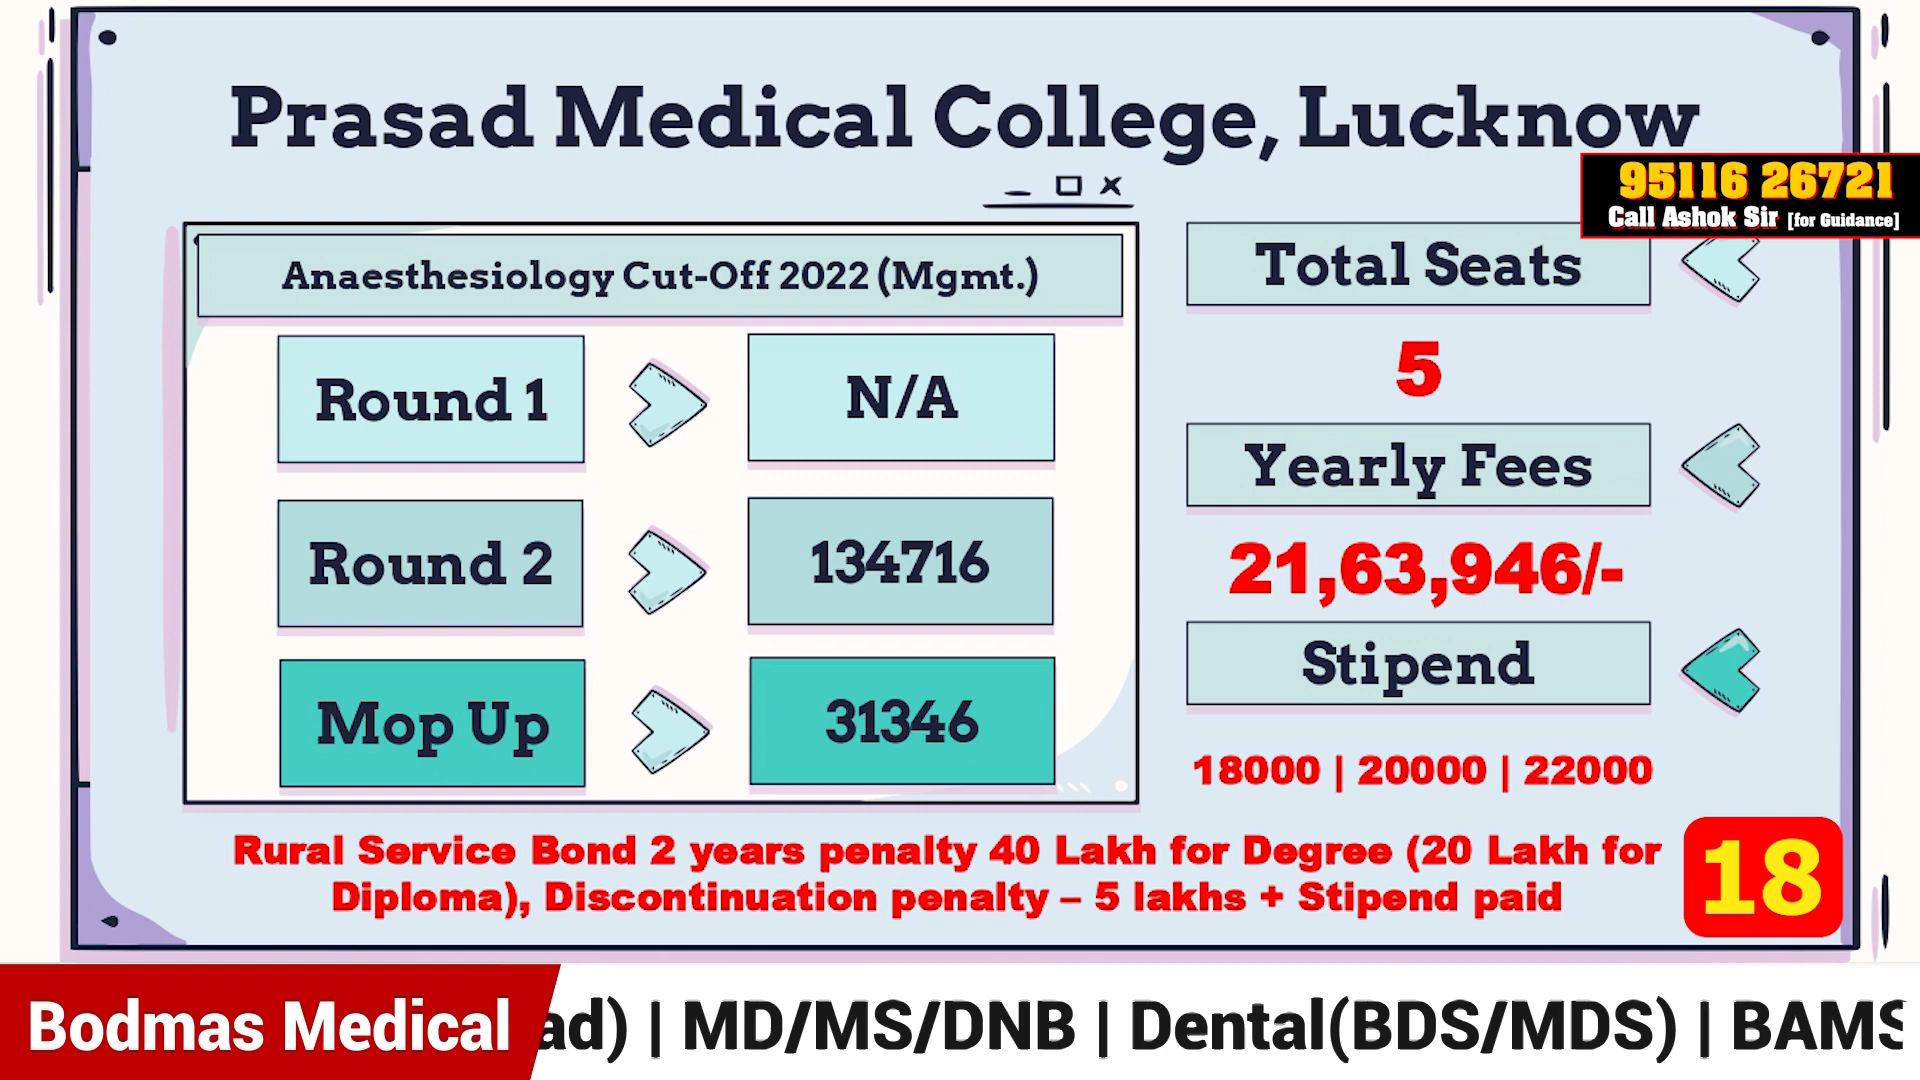 Prasad Medical College, Lucknow
95116 26721
Call Ashok Sir [for Guidance]
Anaesthesiology Cut-Off 2022 (Mgmt.)
Round 1
N/A
Round 2
134716
Mop Up
31346
Total Seats
5
Yearly Fees
21,63,946/-
Stipend
18000 | 20000 | 22000
Rural Service Bond 2 years penalty 40 Lakh for Degree (20 Lakh for
Diploma), Discontinuation penalty – 5 lakhs + Stipend paid
18
Bodmas Medical
ad) | MD/MS/DNB | Dental(BDS/MDS) | BAMS